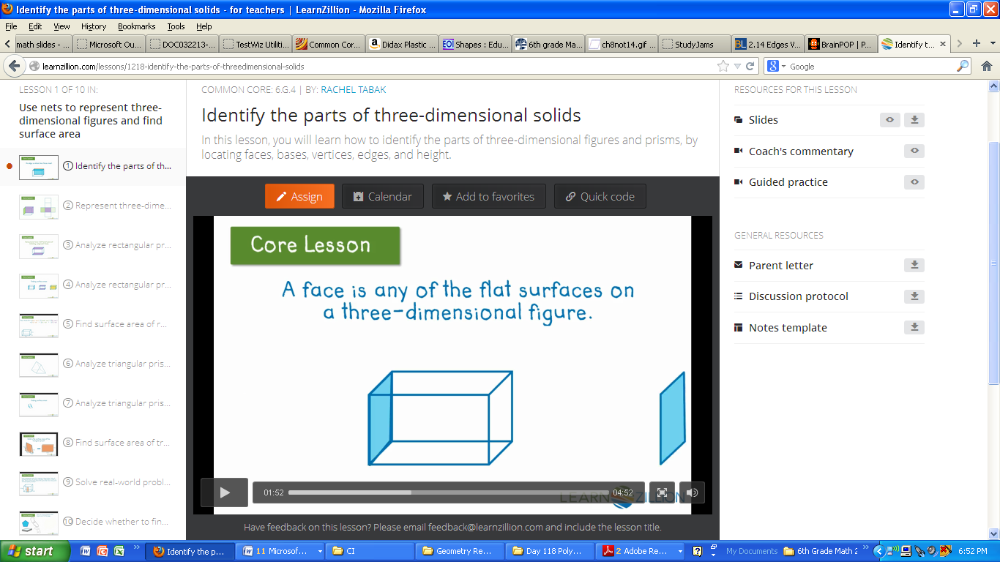 Identify the parts of three-dimensional solids - for teachers | LearnZillion - Mozilla Firefox
File Edit View History Bookmarks Tools Help
math slides - ... Microsoft Ou... DOC032213-... TestWiz Utiliti... Common Cor... Didax Plastic ... Shapes : Edu... 6th grade Ma... ch8not14.gif ... StudyJams 2.14 Edges V... BrainPOP | P... Identify t...
learnzillion.com/lessons/1218-identify-the-parts-of-threedimensional-solids
Google
LESSON 1 OF 10 IN:
Use nets to represent three-
dimensional figures and find
surface area
1 Identify the parts of th...
2 Represent three-dime...
3 Analyze rectangular pr...
4 Analyze rectangular pr...
5 Find surface area of r...
6 Analyze triangular pris...
7 Analyze triangular pris...
8 Find surface area of tr...
9 Solve real-world probl...
10 Decide whether to fin...
COMMON CORE: 6.G.4 | BY: RACHEL TABAK
Identify the parts of three-dimensional solids
In this lesson, you will learn how to identify the parts of three-dimensional figures and prisms, by
locating faces, bases, vertices, edges, and height.
Assign Calendar Add to favorites Quick code
Core Lesson
A face is any of the flat surfaces on
a three-dimensional figure.
01:52 04:52
LEARNZILLION
Have feedback on this lesson? Please email feedback@learnzillion.com and include the lesson title.
RESOURCES FOR THIS LESSON
Slides
Coach's commentary
Guided practice
GENERAL RESOURCES
Parent letter
Discussion protocol
Notes template
start Identify the p... 11 Microsof... CI Geometry Re... Day 118 Poly... 2 Adobe Re... My Documents 6th Grade Math 2 6:52 PM